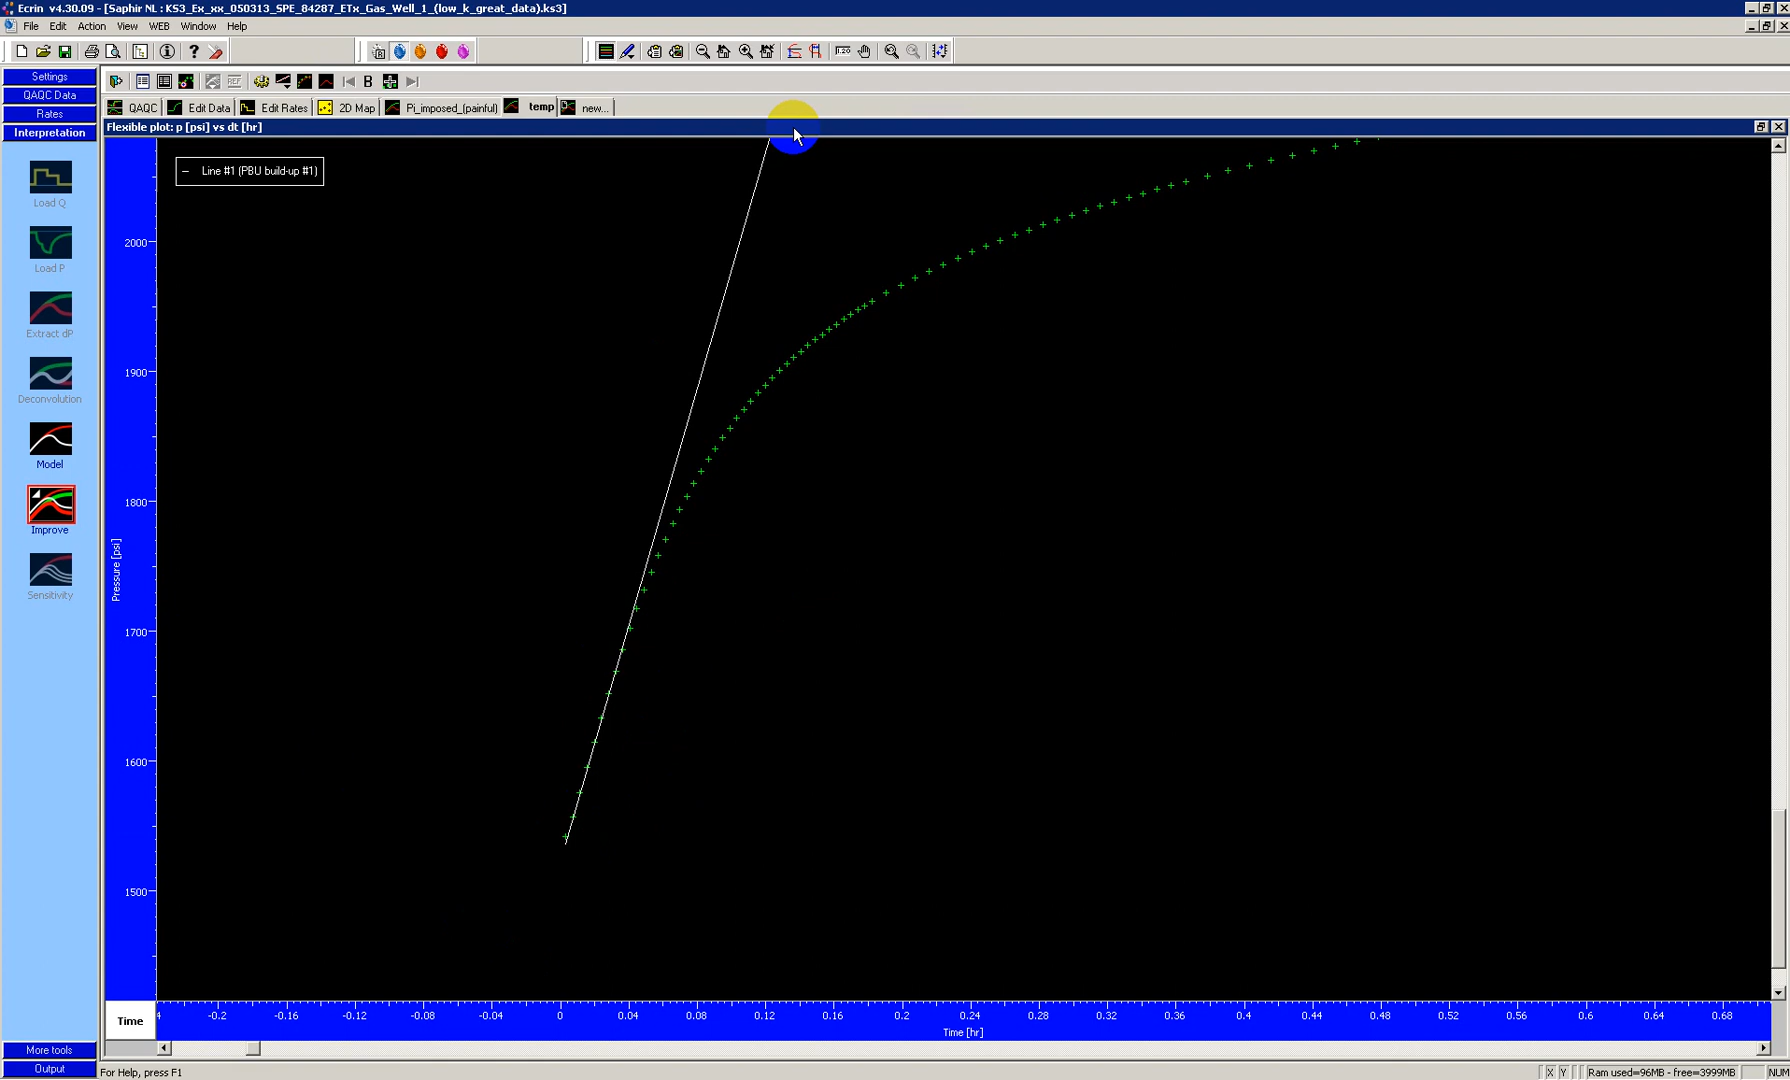 Ecrin v4.30.09 - [Saphir NL : KS3_Ex_xx_050313_SPE_84287_ETx_Gas_Well_1_(low_k_great_data).ks3]
File Edit Action View WEB Window Help
Settings
QAQC Data
Rates
Interpretation
Load Q
Load P
Extract dP
Deconvolution
Model
Improve
Sensitivity
More tools
Output
B
REF
1.20
QAQC Edit Data Edit Rates 2D Map Pi_imposed_(painful) temp new...
Flexible plot: p [psi] vs dt [hr]
Line #1 (PBU build-up #1)
2000
1900
1800
1700
1600
1500
Pressure [psi]
Time
4 -0.2 -0.16 -0.12 -0.08 -0.04 0 0.04 0.08 0.12 0.16 0.2 0.24 0.28 0.32 0.36 0.4 0.44 0.48 0.52 0.56 0.6 0.64 0.68
Time [hr]
For Help, press F1
X Y Ram used=96MB - free=3999MB NUM